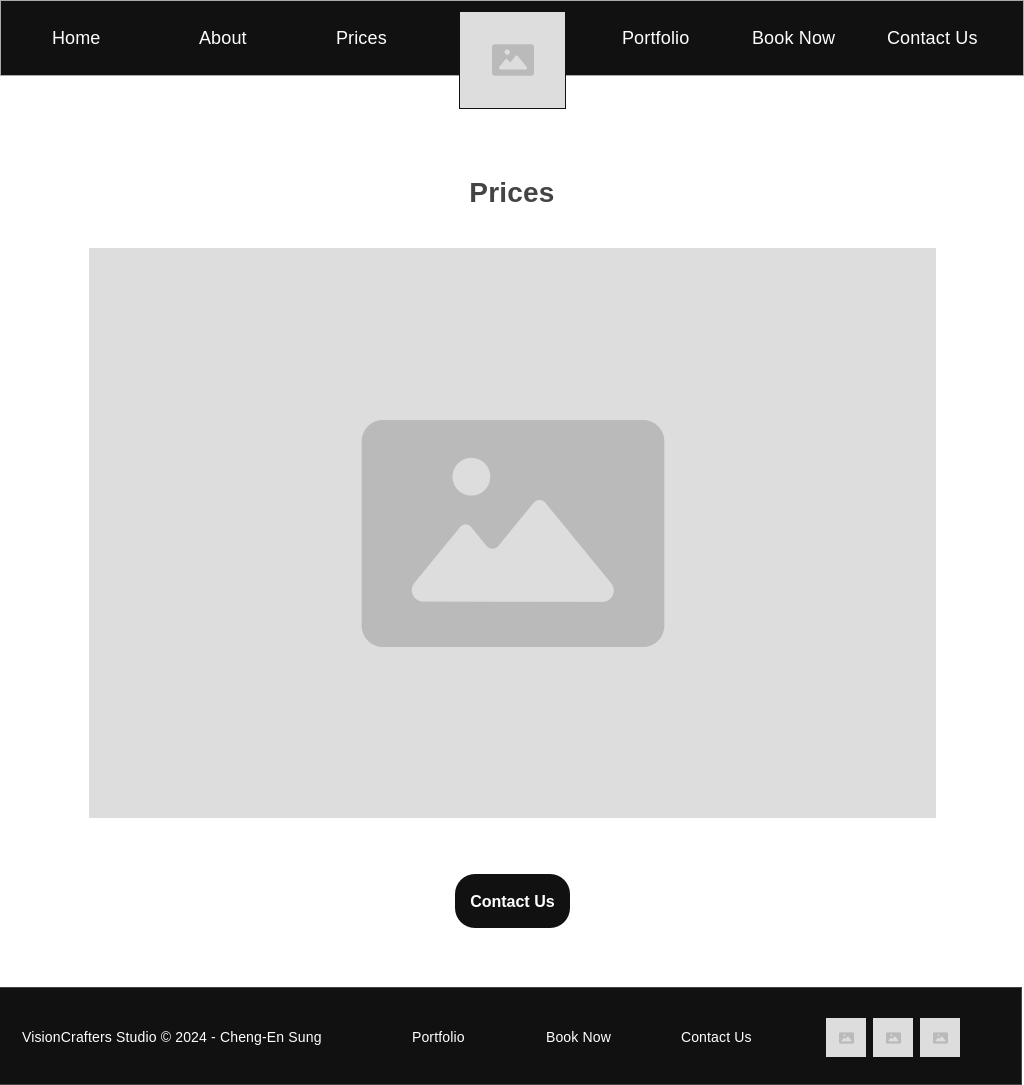 Home About Prices Portfolio Book Now Contact Us
Prices
Contact Us
VisionCrafters Studio © 2024 - Cheng-En Sung Portfolio Book Now Contact Us